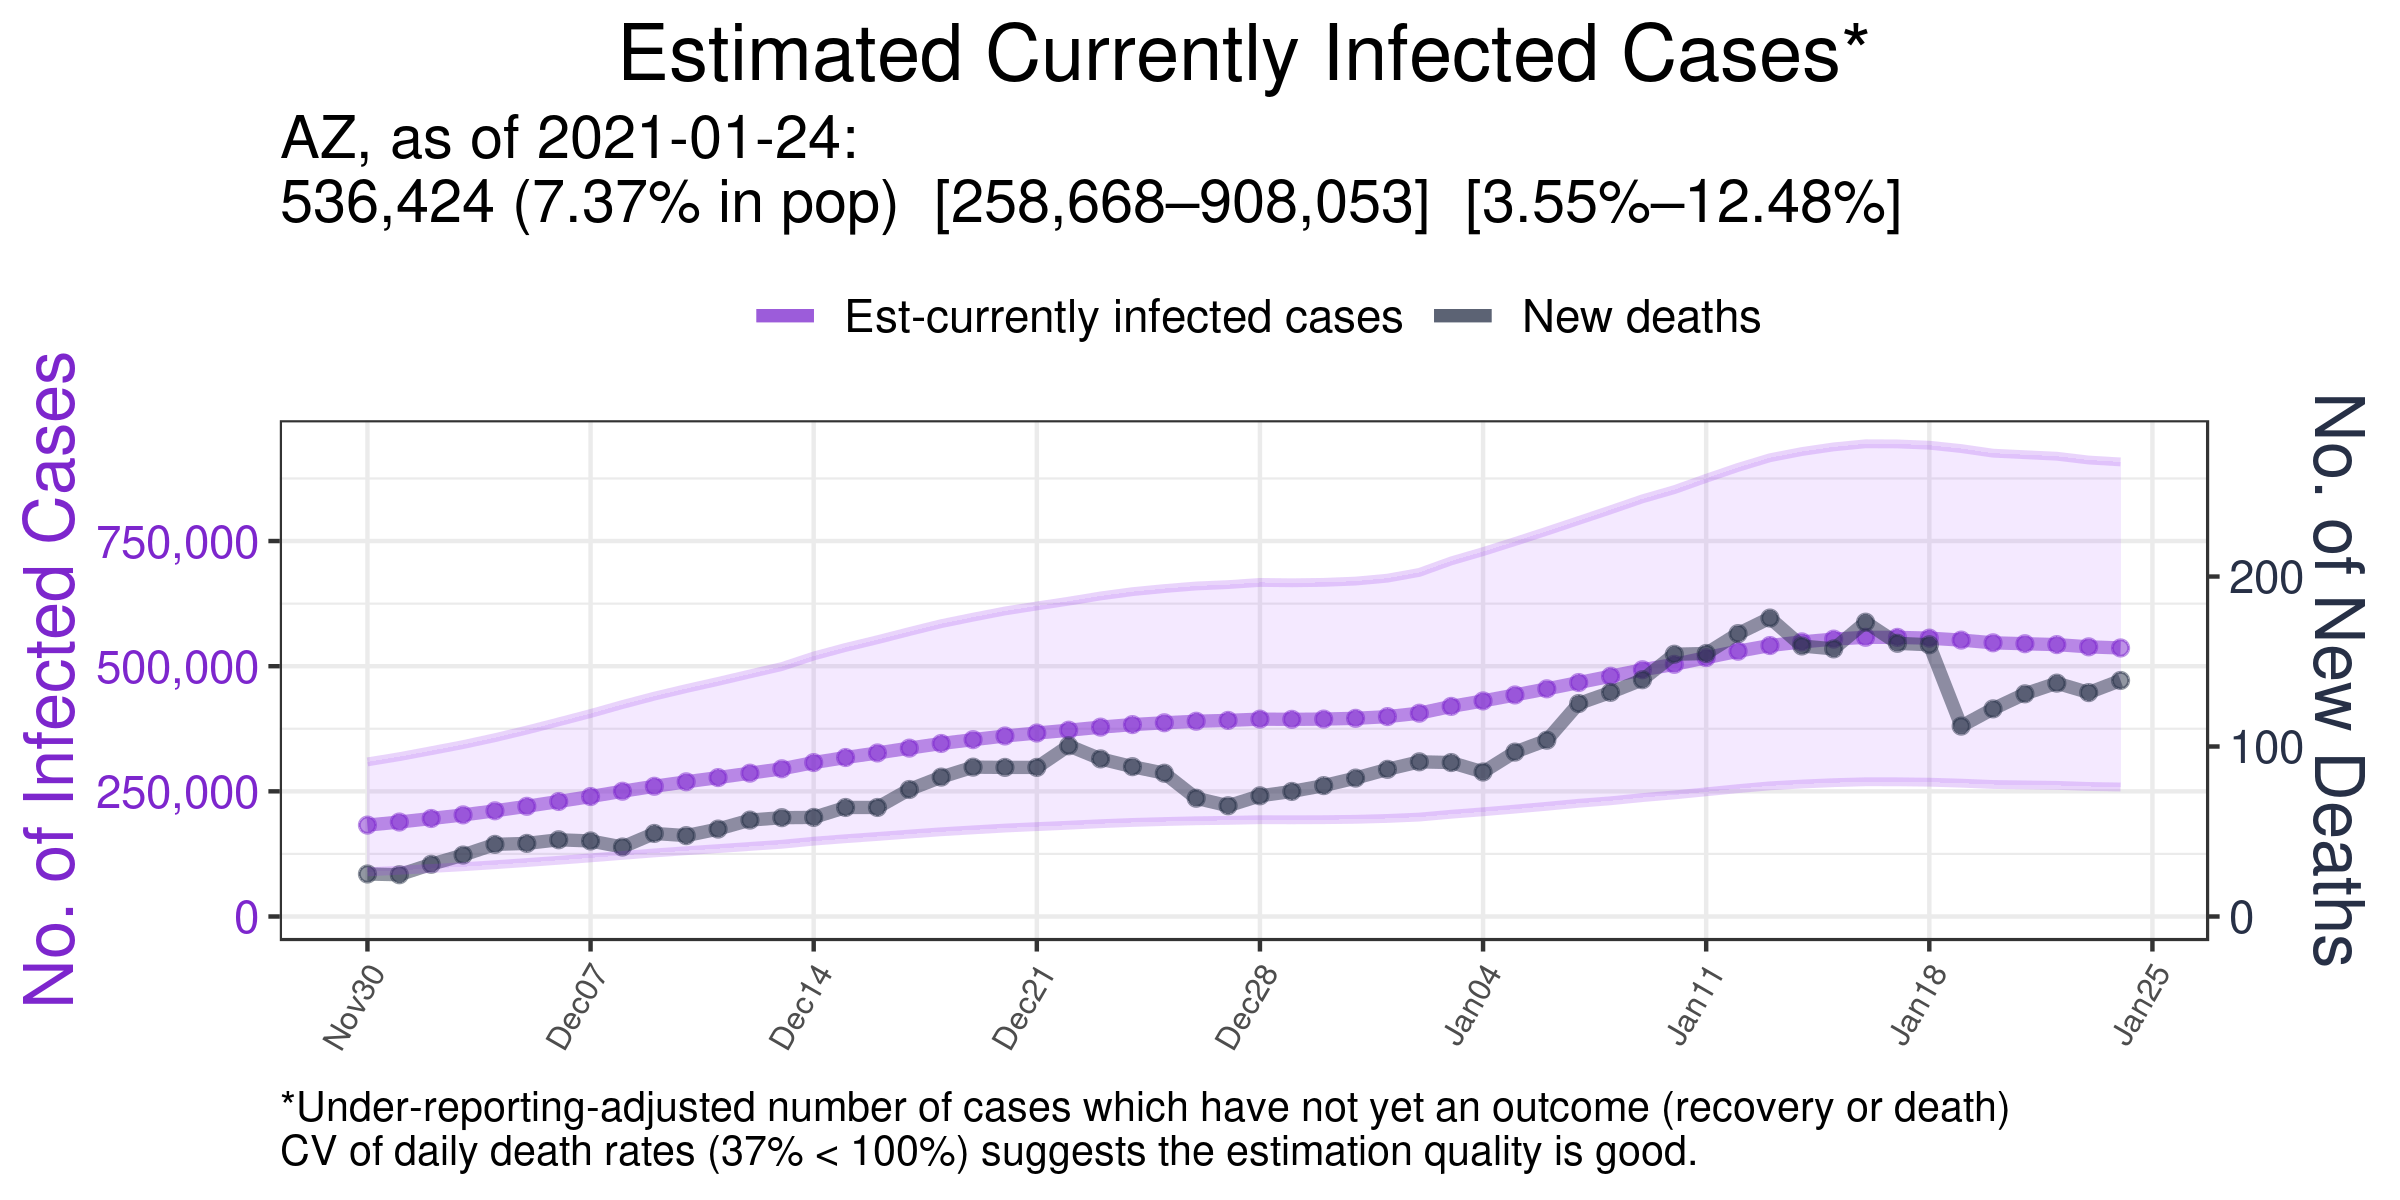 Estimated Currently Infected Cases*
AZ, as of 2021-01-24:
536,424 (7.37% in pop)  [258,668–908,053]  [3.55%–12.48%]
Est-currently infected cases
New deaths
No. of Infected Cases
750,000
500,000
250,000
0
No. of New Deaths
200
100
0
Nov30
Dec07
Dec14
Dec21
Dec28
Jan04
Jan11
Jan18
Jan25
*Under-reporting-adjusted number of cases which have not yet an outcome (recovery or death)
CV of daily death rates (37% < 100%) suggests the estimation quality is good.